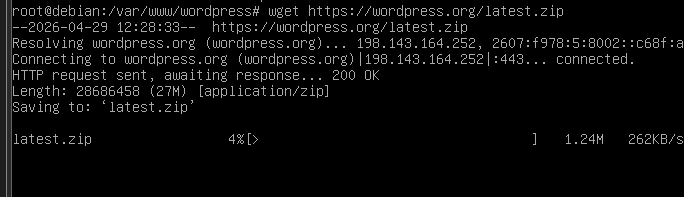 root@debian:/var/www/wordpress# wget https://wordpress.org/latest.zip
--2026-04-29 12:28:33--  https://wordpress.org/latest.zip
Resolving wordpress.org (wordpress.org)... 198.143.164.252, 2607:f978:5:8002::c68f:a
Connecting to wordpress.org (wordpress.org)|198.143.164.252|:443... connected.
HTTP request sent, awaiting response... 200 OK
Length: 28686458 (27M) [application/zip]
Saving to: ‘latest.zip’
latest.zip 4%[> ] 1.24M 262KB/s